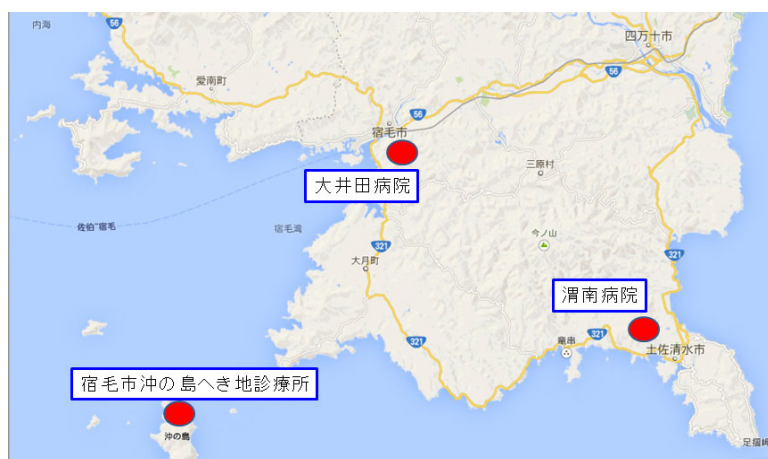 内海
四万十市
56
愛南町
56
56
宿毛市
大井田病院
三原村
佐伯-宿毛
宿毛湾
今ノ山
321
321
大月町
渭南病院
321
321
竜串
土佐清水市
宿毛市沖の島へき地診療所
沖の島
足摺岬